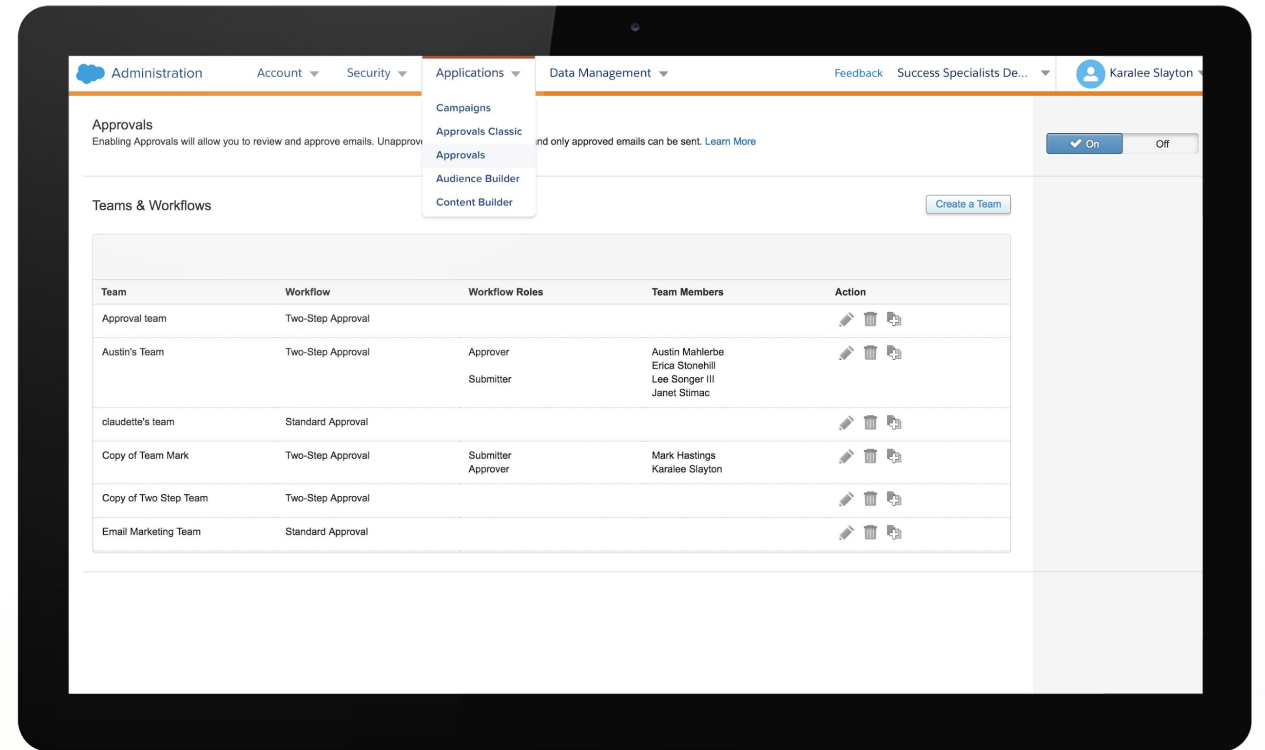 Administration Account Security Applications Data Management Feedback Success Specialists De... Karalee Slayton
Campaigns
Approvals Classic
Approvals
Audience Builder
Content Builder
Approvals
Enabling Approvals will allow you to review and approve emails. and only approved emails can be sent. Learn More
On Off
Teams & Workflows Create a Team
Team Workflow Workflow Roles Team Members Action
Approval team Two-Step Approval
Austin's Team Two-Step Approval Approver Austin Mahlerbe
Erica Stonehill
Submitter Lee Songer III
Janet Stimac
claudette's team Standard Approval
Copy of Team Mark Two-Step Approval Submitter Mark Hastings
Approver Karalee Slayton
Copy of Two Step Team Two-Step Approval
Email Marketing Team Standard Approval